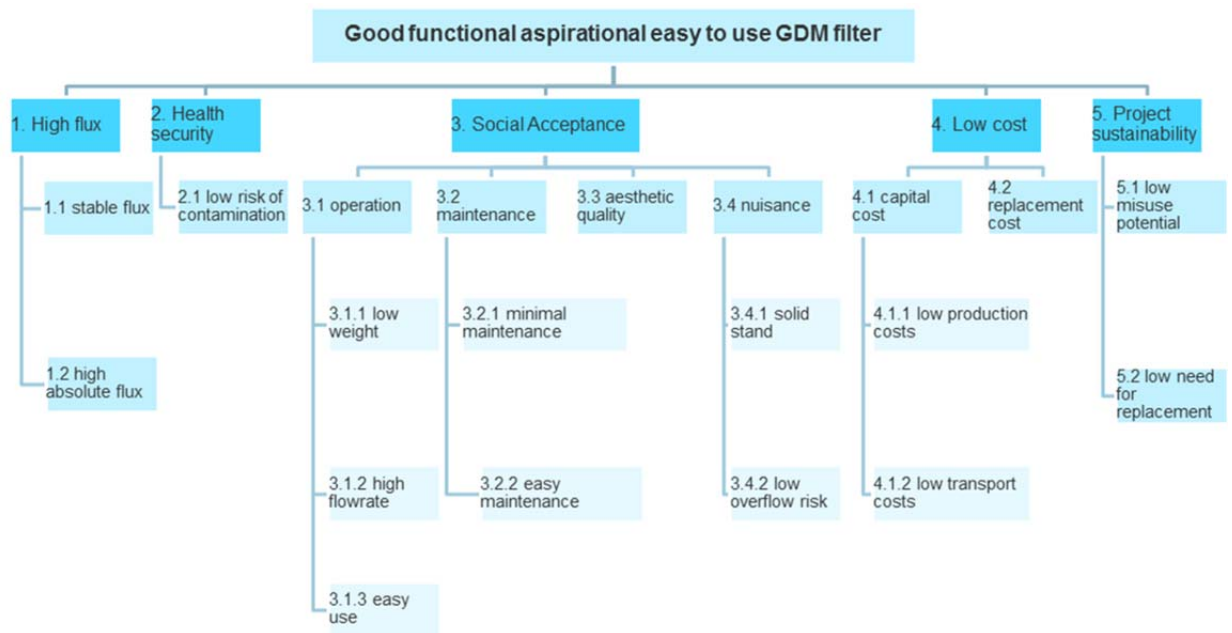 Good functional aspirational easy to use GDM filter
1. High flux
2. Health
security
3. Social Acceptance
4. Low cost
5. Project
sustainability
1.1 stable flux
2.1 low risk of
contamination
3.1 operation
3.2
maintenance
3.3 aesthetic
quality
3.4 nuisance
4.1 capital
cost
4.2
replacement
cost
5.1 low
misuse
potential
3.1.1 low
weight
3.2.1 minimal
maintenance
3.4.1 solid
stand
4.1.1 low production
costs
1.2 high
absolute flux
5.2 low need
for
replacement
3.1.2 high
flowrate
3.2.2 easy
maintenance
3.4.2 low
overflow risk
4.1.2 low transport
costs
3.1.3 easy
use